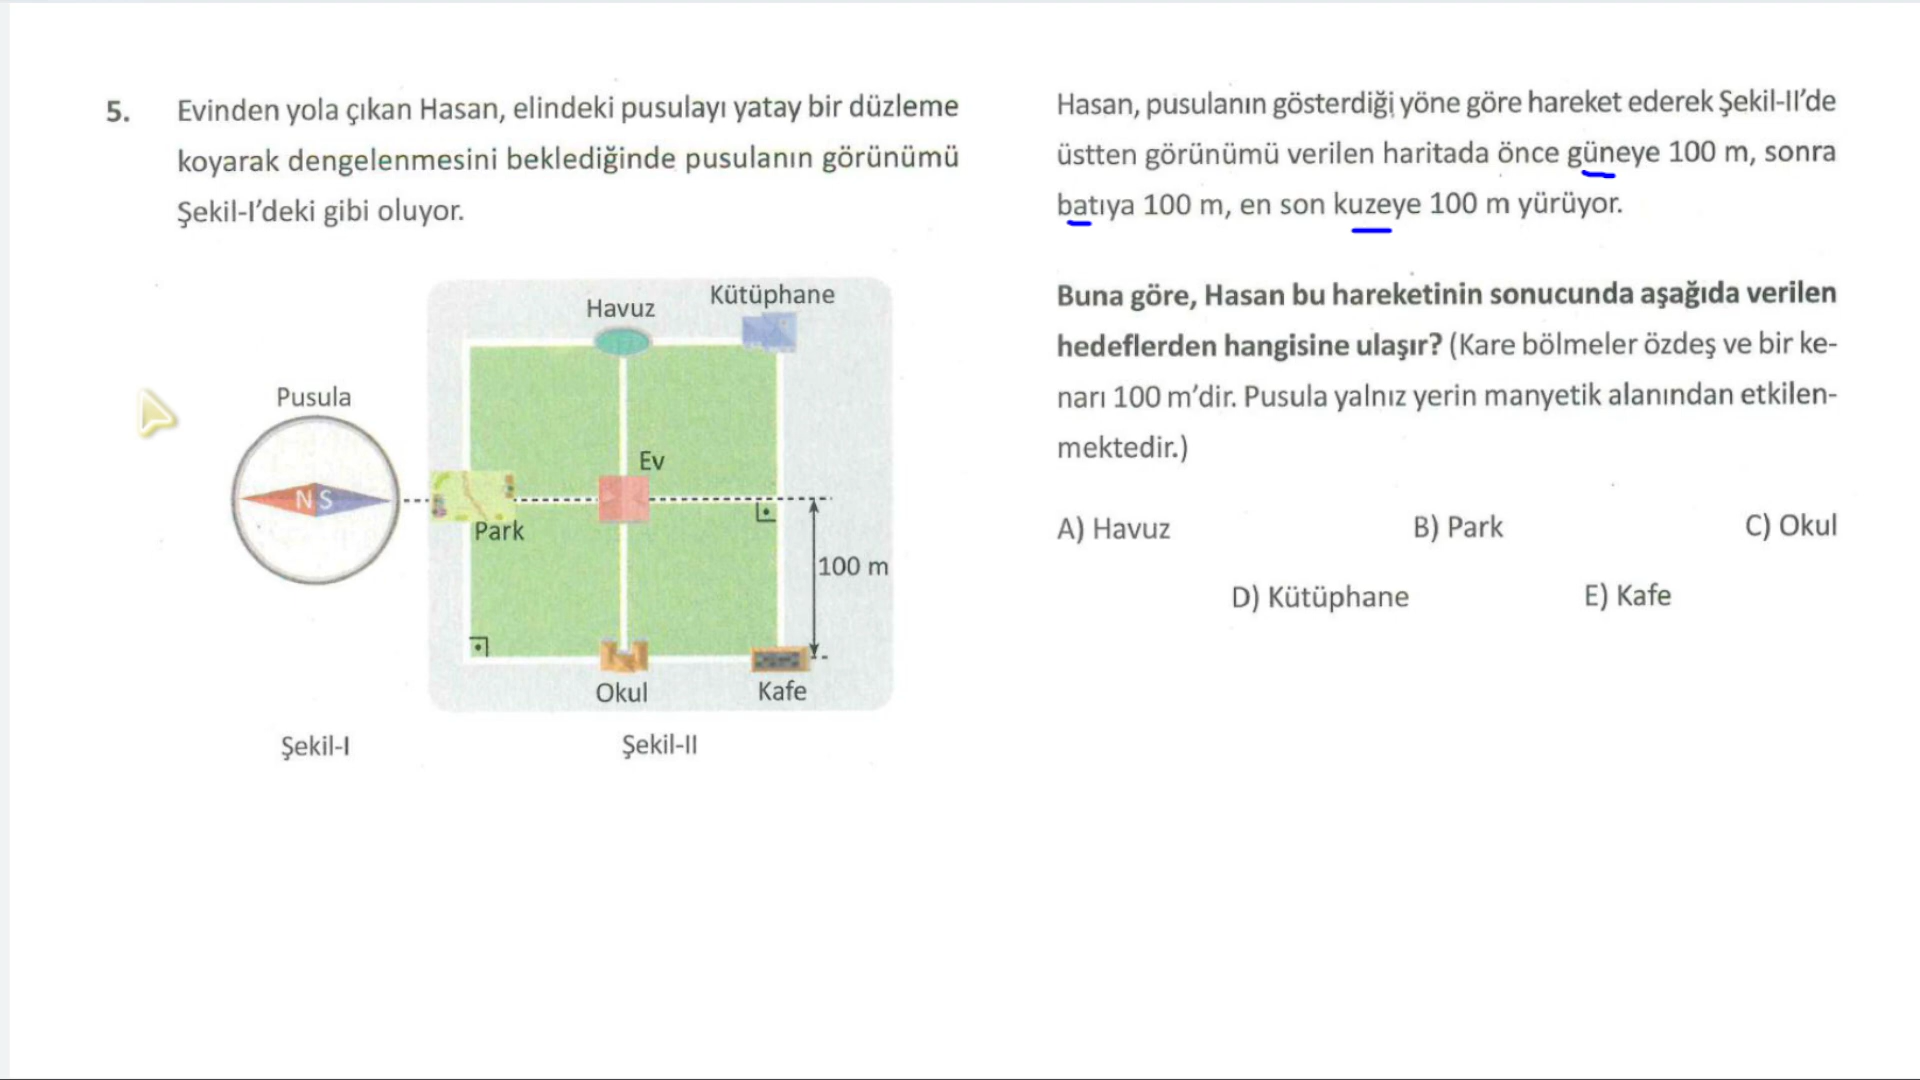 5. Evinden yola çıkan Hasan, elindeki pusulayı yatay bir düzleme
koyarak dengelenmesini beklediğinde pusulanın görünümü
Şekil-I'deki gibi oluyor.
Havuz
Kütüphane
Pusula
Ev
N S
Park
100 m
Okul
Kafe
Şekil-I
Şekil-II
Hasan, pusulanın gösterdiği yöne göre hareket ederek Şekil-II'de
üstten görünümü verilen haritada önce güneye 100 m, sonra
batıya 100 m, en son kuzeye 100 m yürüyor.
Buna göre, Hasan bu hareketinin sonucunda aşağıda verilen
hedeflerden hangisine ulaşır? (Kare bölmeler özdeş ve bir ke-
narı 100 m'dir. Pusula yalnız yerin manyetik alanından etkilen-
mektedir.)
A) Havuz B) Park C) Okul
D) Kütüphane E) Kafe